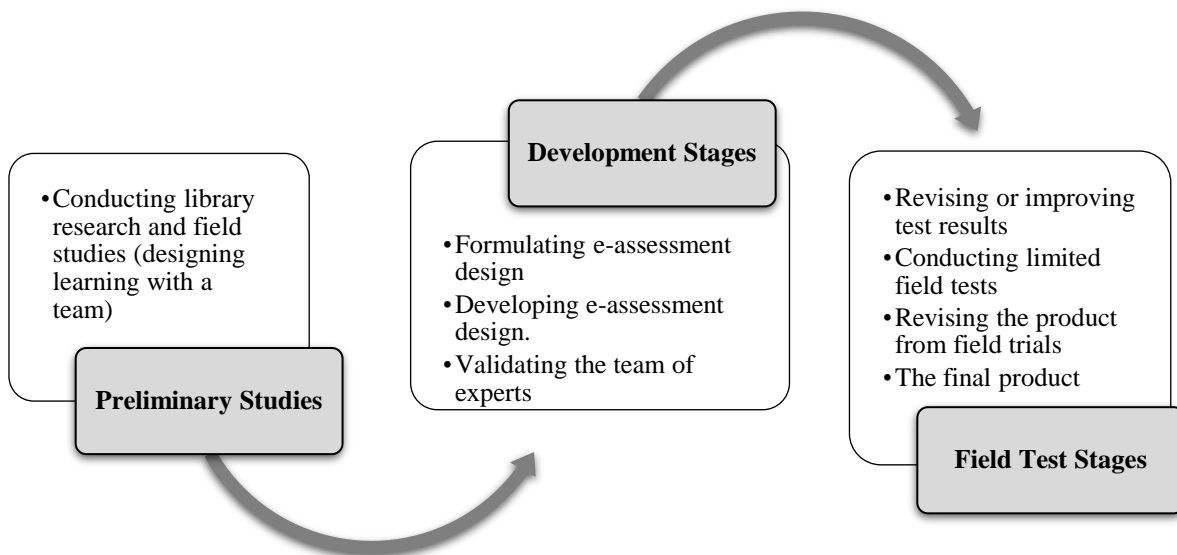 •Conducting library
research and field
studies (designing
learning with a
team)
Preliminary Studies
Development Stages
•Formulating e-assessment
design
•Developing e-assessment
design.
•Validating the team of
experts
•Revising or improving
test results
•Conducting limited
field tests
•Revising the product
from field trials
•The final product
Field Test Stages